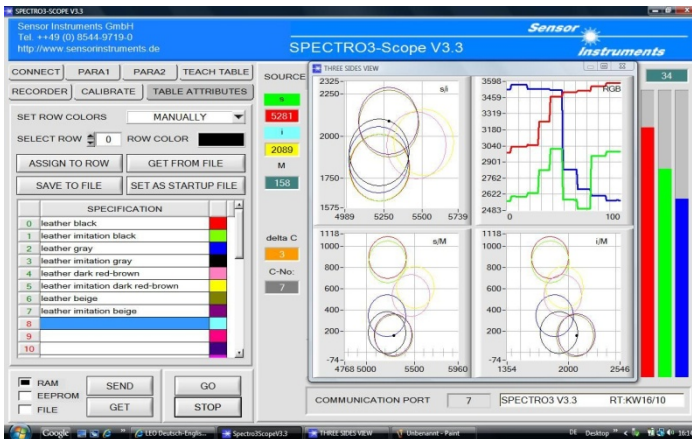 SPECTRO3-SCOPE V3.3
Sensor Instruments GmbH
Tel. ++49 (0) 8544-9719-0
http://www.sensorinstruments.de
SPECTRO3-Scope V3.3
Sensor
Instruments
CONNECT PARA1 PARA2 TEACH TABLE
RECORDER CALIBRATE TABLE ATTRIBUTES
SET ROW COLORS MANUALLY
SELECT ROW 0 ROW COLOR
ASSIGN TO ROW GET FROM FILE
SAVE TO FILE SET AS STARTUP FILE
SPECIFICATION
0 leather black
1 leather imitation black
2 leather gray
3 leather imitation gray
4 leather dark red-brown
5 leather imitation dark red-brown
6 leather beige
7 leather imitation beige
8
9
10
RAM
EEPROM
FILE
SEND GO
GET STOP
SOURCE
s
5281
i
2089
M
158
delta C
3
C-No:
7
THREE SIDES VIEW
2325
2250
2000
1750
1575
4989 5250 5500 5739
s/i
3598
3459
3319
3180
3040
2901
2762
2622
2483
0 100
RGB
1118
1000
800
600
400
200
-74
4768 5000 5500 5960
s/M
1118
1000
800
600
400
200
-74
1354 2000 2546
i/M
34
COMMUNICATION PORT 7 SPECTRO3 V3.3 RT:KW16/10
Google LEO Deutsch-Englis... Spectro3ScopeV3.3 THREE SIDES VIEW Unbenannt - Paint DE Desktop